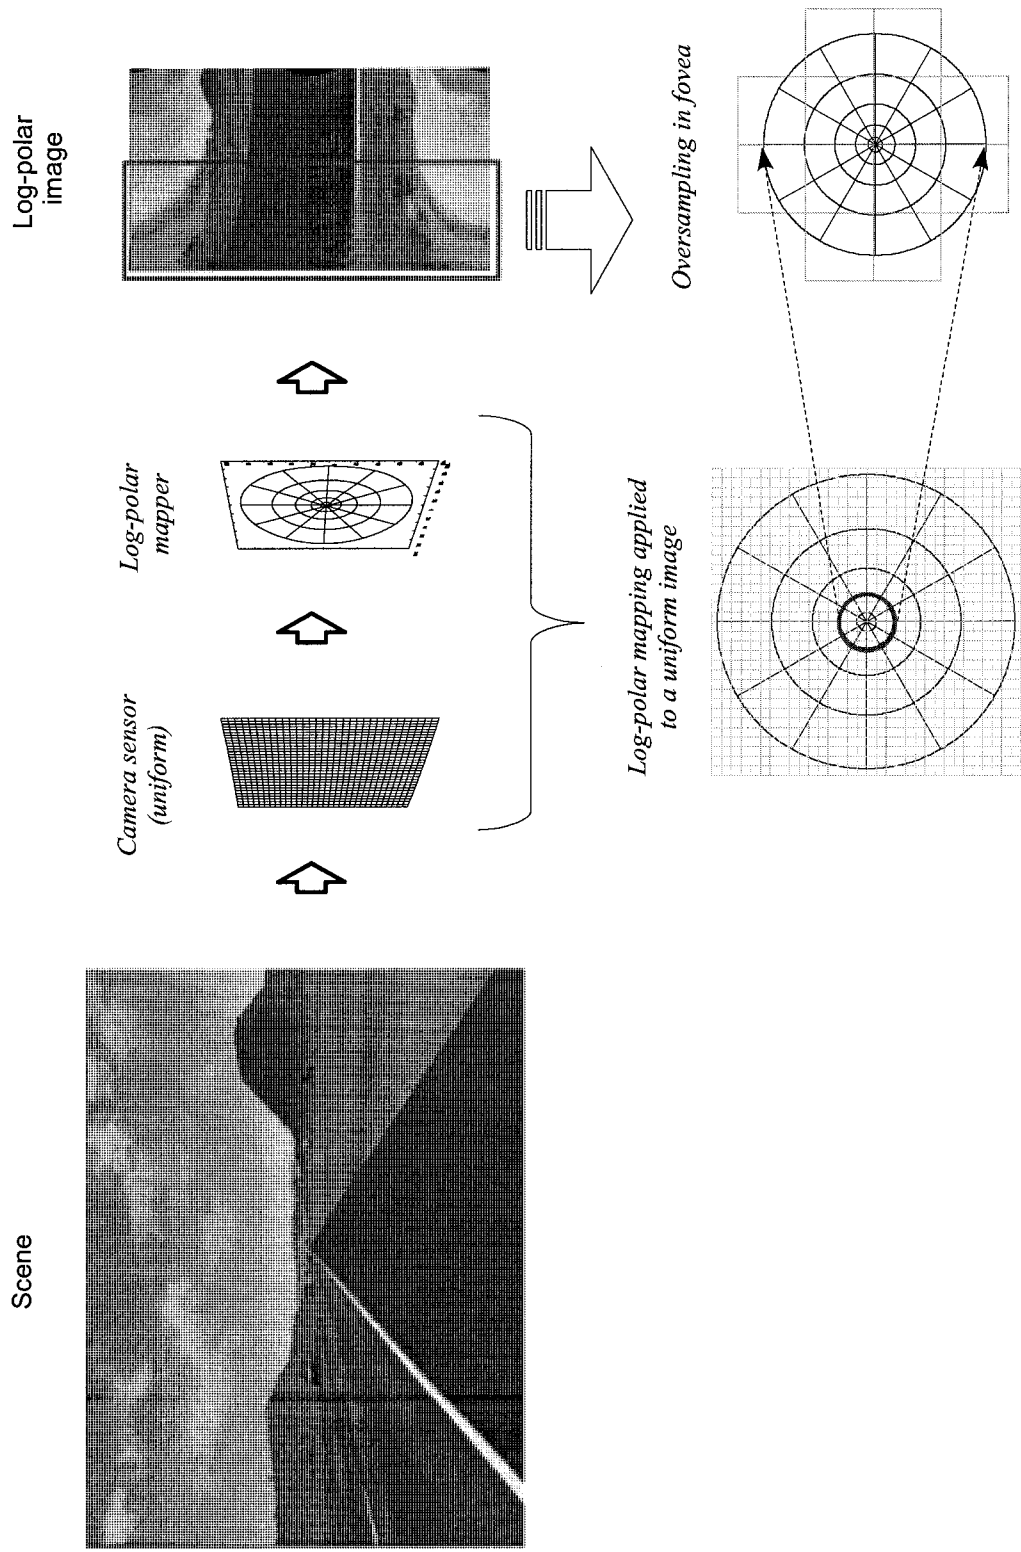 Scene
Camera sensor
(uniform)
Log-polar
mapper
Log-polar
image
Log-polar mapping applied
to a uniform image
Oversampling in fovea